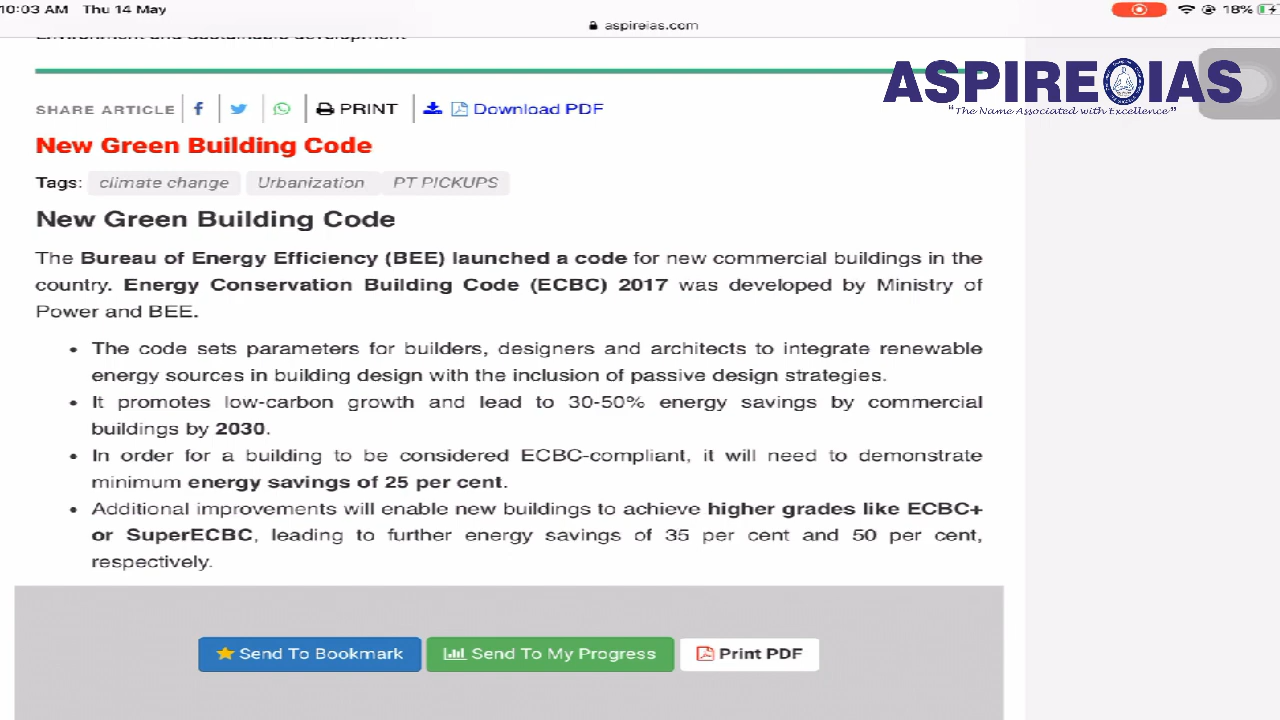 10:03 AM Thu 14 May
18%
aspireias.com
Environment and Sustainable development
ASPIRE IAS
"The Name Associated with Excellence"
SHARE ARTICLE PRINT Download PDF
New Green Building Code
Tags: climate change Urbanization PT PICKUPS
New Green Building Code
The Bureau of Energy Efficiency (BEE) launched a code for new commercial buildings in the
country. Energy Conservation Building Code (ECBC) 2017 was developed by Ministry of
Power and BEE.
• The code sets parameters for builders, designers and architects to integrate renewable
energy sources in building design with the inclusion of passive design strategies.
• It promotes low-carbon growth and lead to 30-50% energy savings by commercial
buildings by 2030.
• In order for a building to be considered ECBC-compliant, it will need to demonstrate
minimum energy savings of 25 per cent.
• Additional improvements will enable new buildings to achieve higher grades like ECBC+
or SuperECBC, leading to further energy savings of 35 per cent and 50 per cent,
respectively.
Send To Bookmark Send To My Progress Print PDF